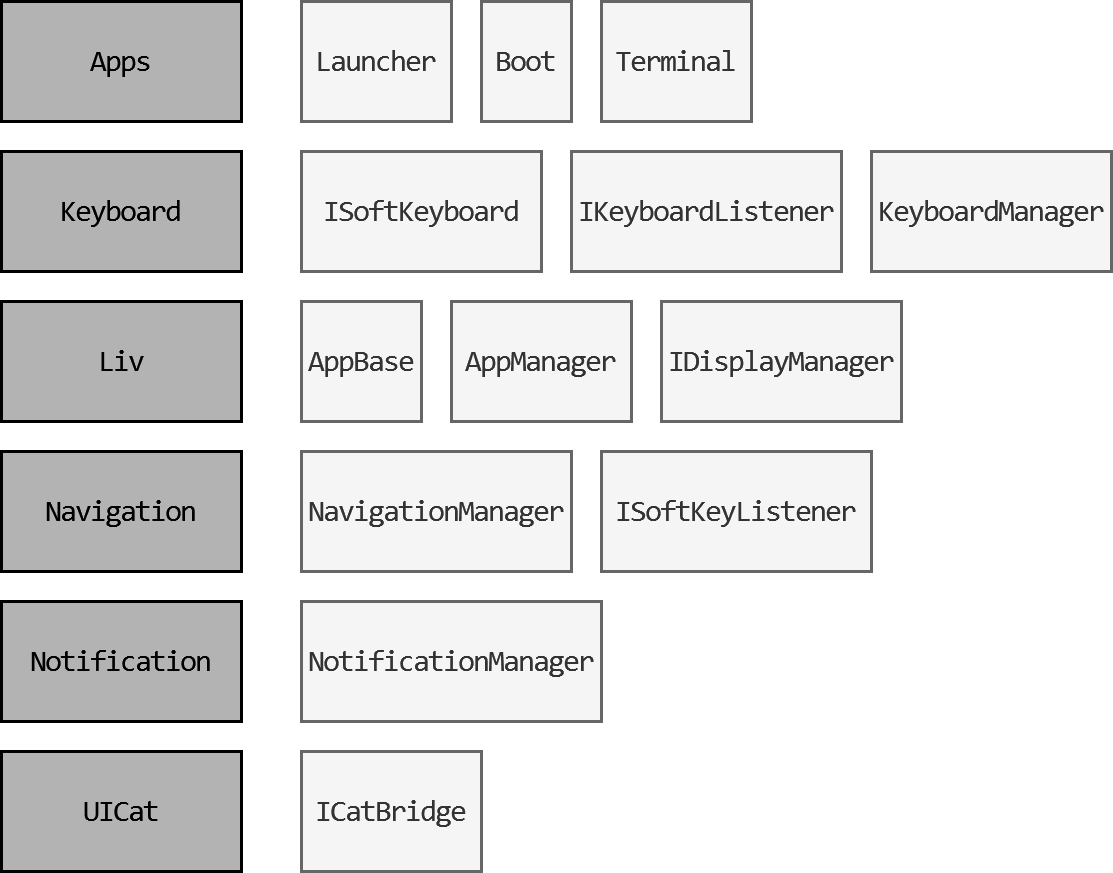 Apps Launcher Boot Terminal
Keyboard ISoftKeyboard IKeyboardListener KeyboardManager
Liv AppBase AppManager IDisplayManager
Navigation NavigationManager ISoftKeyListener
Notification NotificationManager
UICat ICatBridge